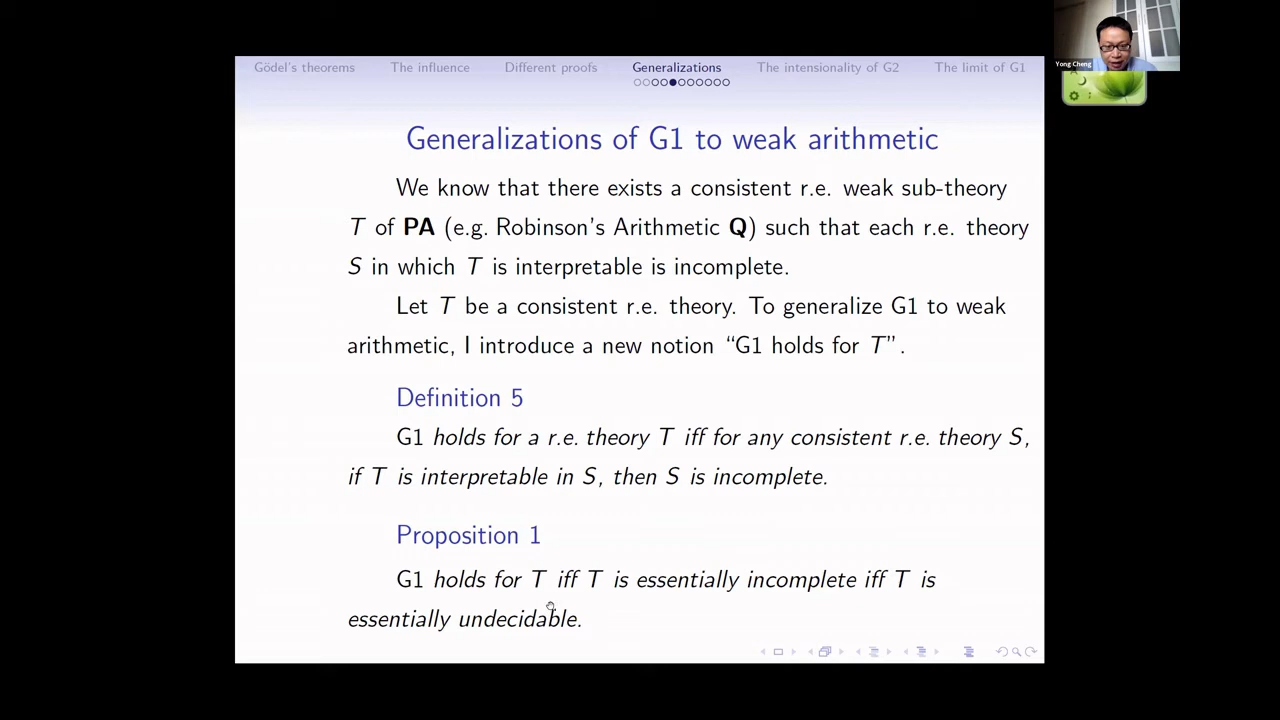 Yong Cheng
Gödel's theorems The influence Different proofs Generalizations The intensionality of G2 The limit of G1
Generalizations of G1 to weak arithmetic
We know that there exists a consistent r.e. weak sub-theory
T of PA (e.g. Robinson's Arithmetic Q) such that each r.e. theory
S in which T is interpretable is incomplete.
Let T be a consistent r.e. theory. To generalize G1 to weak
arithmetic, I introduce a new notion “G1 holds for T”.
Definition 5
G1 holds for a r.e. theory T iff for any consistent r.e. theory S,
if T is interpretable in S, then S is incomplete.
Proposition 1
G1 holds for T iff T is essentially incomplete iff T is
essentially undecidable.